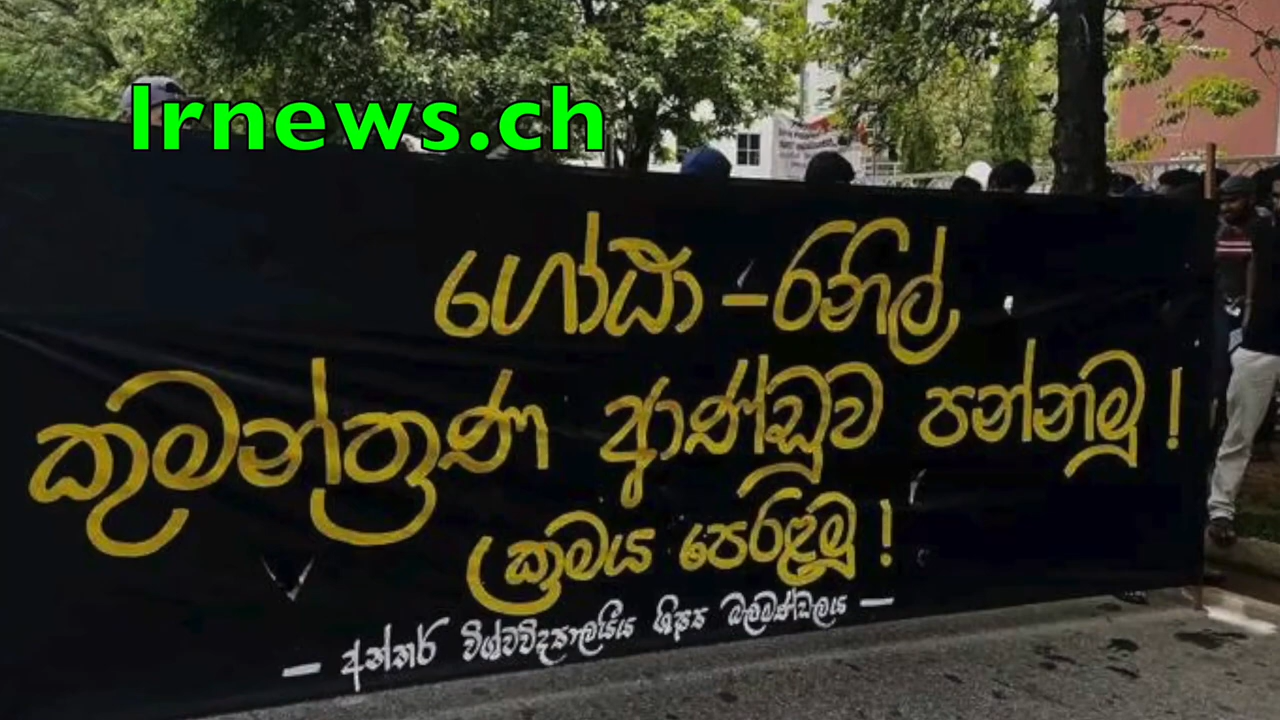 lrnews.ch
ගෝඨා - රනිල්
කුමන්ත්‍රණ ආණ්ඩුව පන්නමු !
ක්‍රමය පෙරළමු !
— අන්තර් විශ්වවිද්‍යාලයීය ශිෂ්‍ය බලමණ්ඩලය —